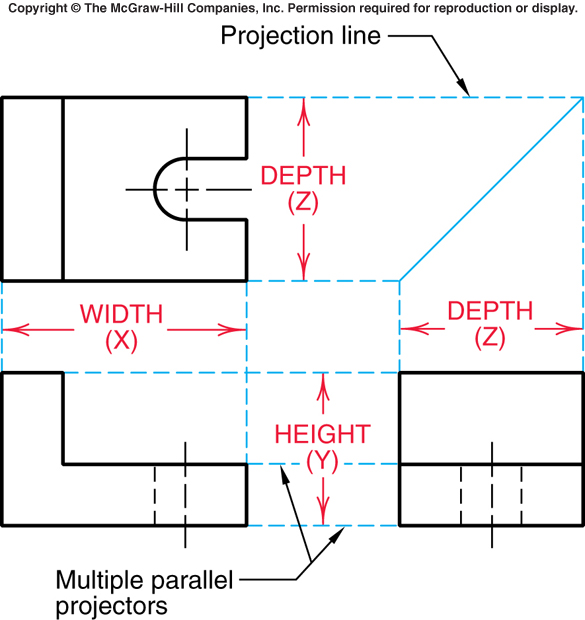 Copyright © The McGraw-Hill Companies, Inc. Permission required for reproduction or display.
Projection line
DEPTH
(Z)
WIDTH
(X)
DEPTH
(Z)
HEIGHT
(Y)
Multiple parallel
projectors